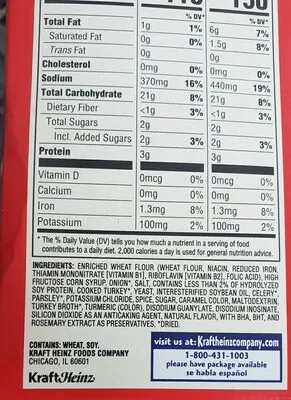 110 150
% DV* % DV*
Total Fat 1g 1% 6g 7%
Saturated Fat 0g 0% 1.5g 8%
Trans Fat 0g 0g
Cholesterol 0mg 0% 0mg 0%
Sodium 370mg 16% 440mg 19%
Total Carbohydrate 21g 8% 21g 8%
Dietary Fiber <1g 3% <1g 3%
Total Sugars 2g 2g
Incl. Added Sugars 2g 3% 2g 3%
Protein 3g 3g
Vitamin D 0mcg 0% 0mcg 0%
Calcium 0mg 0% 0mg 0%
Iron 1.3mg 8% 1.3mg 8%
Potassium 100mg 2% 100mg 2%
* The % Daily Value (DV) tells you how much a nutrient in a serving of food
contributes to a daily diet. 2,000 calories a day is used for general nutrition advice.
INGREDIENTS: ENRICHED WHEAT FLOUR (WHEAT FLOUR, NIACIN, REDUCED IRON,
THIAMIN MONONITRATE [VITAMIN B1], RIBOFLAVIN [VITAMIN B2], FOLIC ACID), HIGH
FRUCTOSE CORN SYRUP, ONION*, SALT, CONTAINS LESS THAN 2% OF HYDROLYZED
SOY PROTEIN, COOKED TURKEY*, YEAST, INTERESTERIFIED SOYBEAN OIL, CELERY*,
PARSLEY*, POTASSIUM CHLORIDE, SPICE, SUGAR, CARAMEL COLOR, MALTODEXTRIN,
TURKEY BROTH*, TURMERIC (COLOR), DISODIUM GUANYLATE, DISODIUM INOSINATE,
SILICON DIOXIDE AS AN ANTICAKING AGENT, NATURAL FLAVOR, WITH BHA, BHT, AND
ROSEMARY EXTRACT AS PRESERVATIVES. *DRIED.
CONTAINS: WHEAT, SOY.
KRAFT HEINZ FOODS COMPANY
CHICAGO, IL 60601
KraftHeinz
visit us at: Kraftheinzcompany.com
1-800-431-1003
please have package available
se habla español